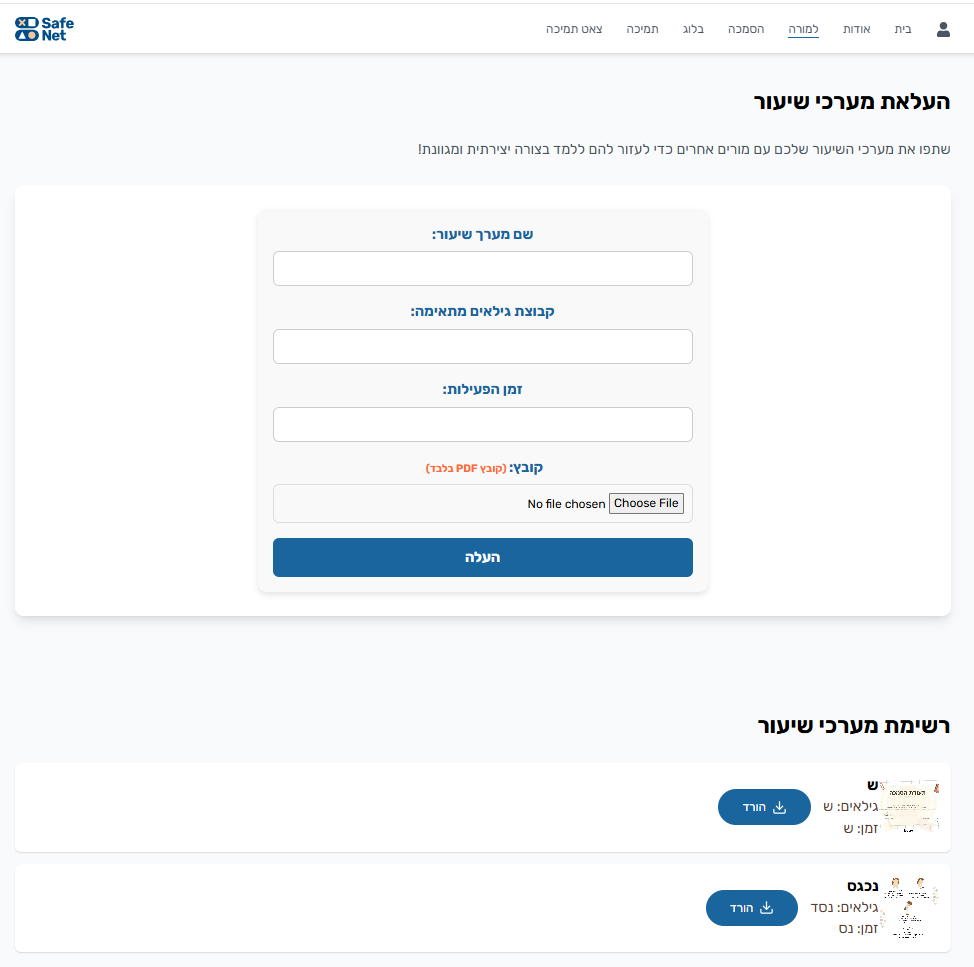 Safe
Net
בית
אודות
למורה
הסמכה
בלוג
תמיכה
צאט תמיכה
העלאת מערכי שיעור
שתפו את מערכי השיעור שלכם עם מורים אחרים כדי לעזור להם ללמד בצורה יצירתית ומגוונת!
שם מערך שיעור:
קבוצת גילאים מתאימה:
זמן הפעילות:
קובץ: (קובץ PDF בלבד)
Choose File No file chosen
העלה
רשימת מערכי שיעור
תעודת הסמכה
ש
גילאים: ש
זמן: ש
הורד
נכגס
גילאים: נסד
זמן: נס
הורד